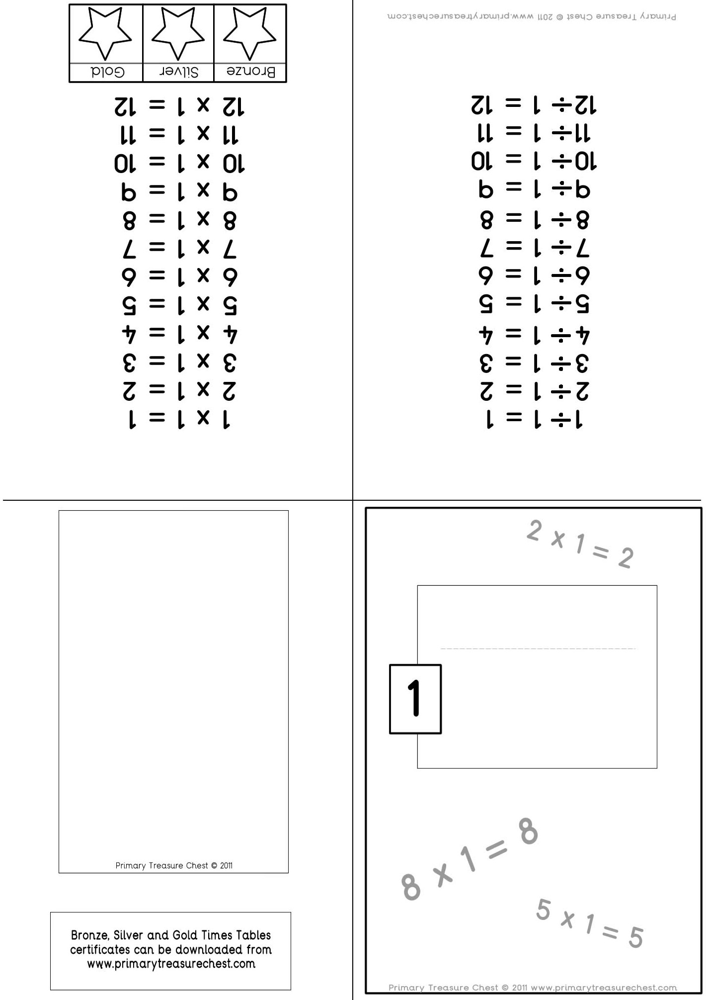 1 ÷ 1 = 1
2 ÷ 1 = 2
3 ÷ 1 = 3
4 ÷ 1 = 4
5 ÷ 1 = 5
6 ÷ 1 = 6
7 ÷ 1 = 7
8 ÷ 1 = 8
9 ÷ 1 = 9
10 ÷ 1 = 10
11 ÷ 1 = 11
12 ÷ 1 = 12
Primary Treasure Chest © 2011 www.primarytreasurechest.com
1 x 1 = 1
2 x 1 = 2
3 x 1 = 3
4 x 1 = 4
5 x 1 = 5
6 x 1 = 6
7 x 1 = 7
8 x 1 = 8
9 x 1 = 9
10 x 1 = 10
11 x 1 = 11
12 x 1 = 12
Bronze Silver Gold
Primary Treasure Chest © 2011
Bronze, Silver and Gold Times Tables
certificates can be downloaded from
www.primarytreasurechest.com
2 x 1 = 2
1
8 x 1 = 8
5 x 1 = 5
Primary Treasure Chest © 2011 www.primarytreasurechest.com